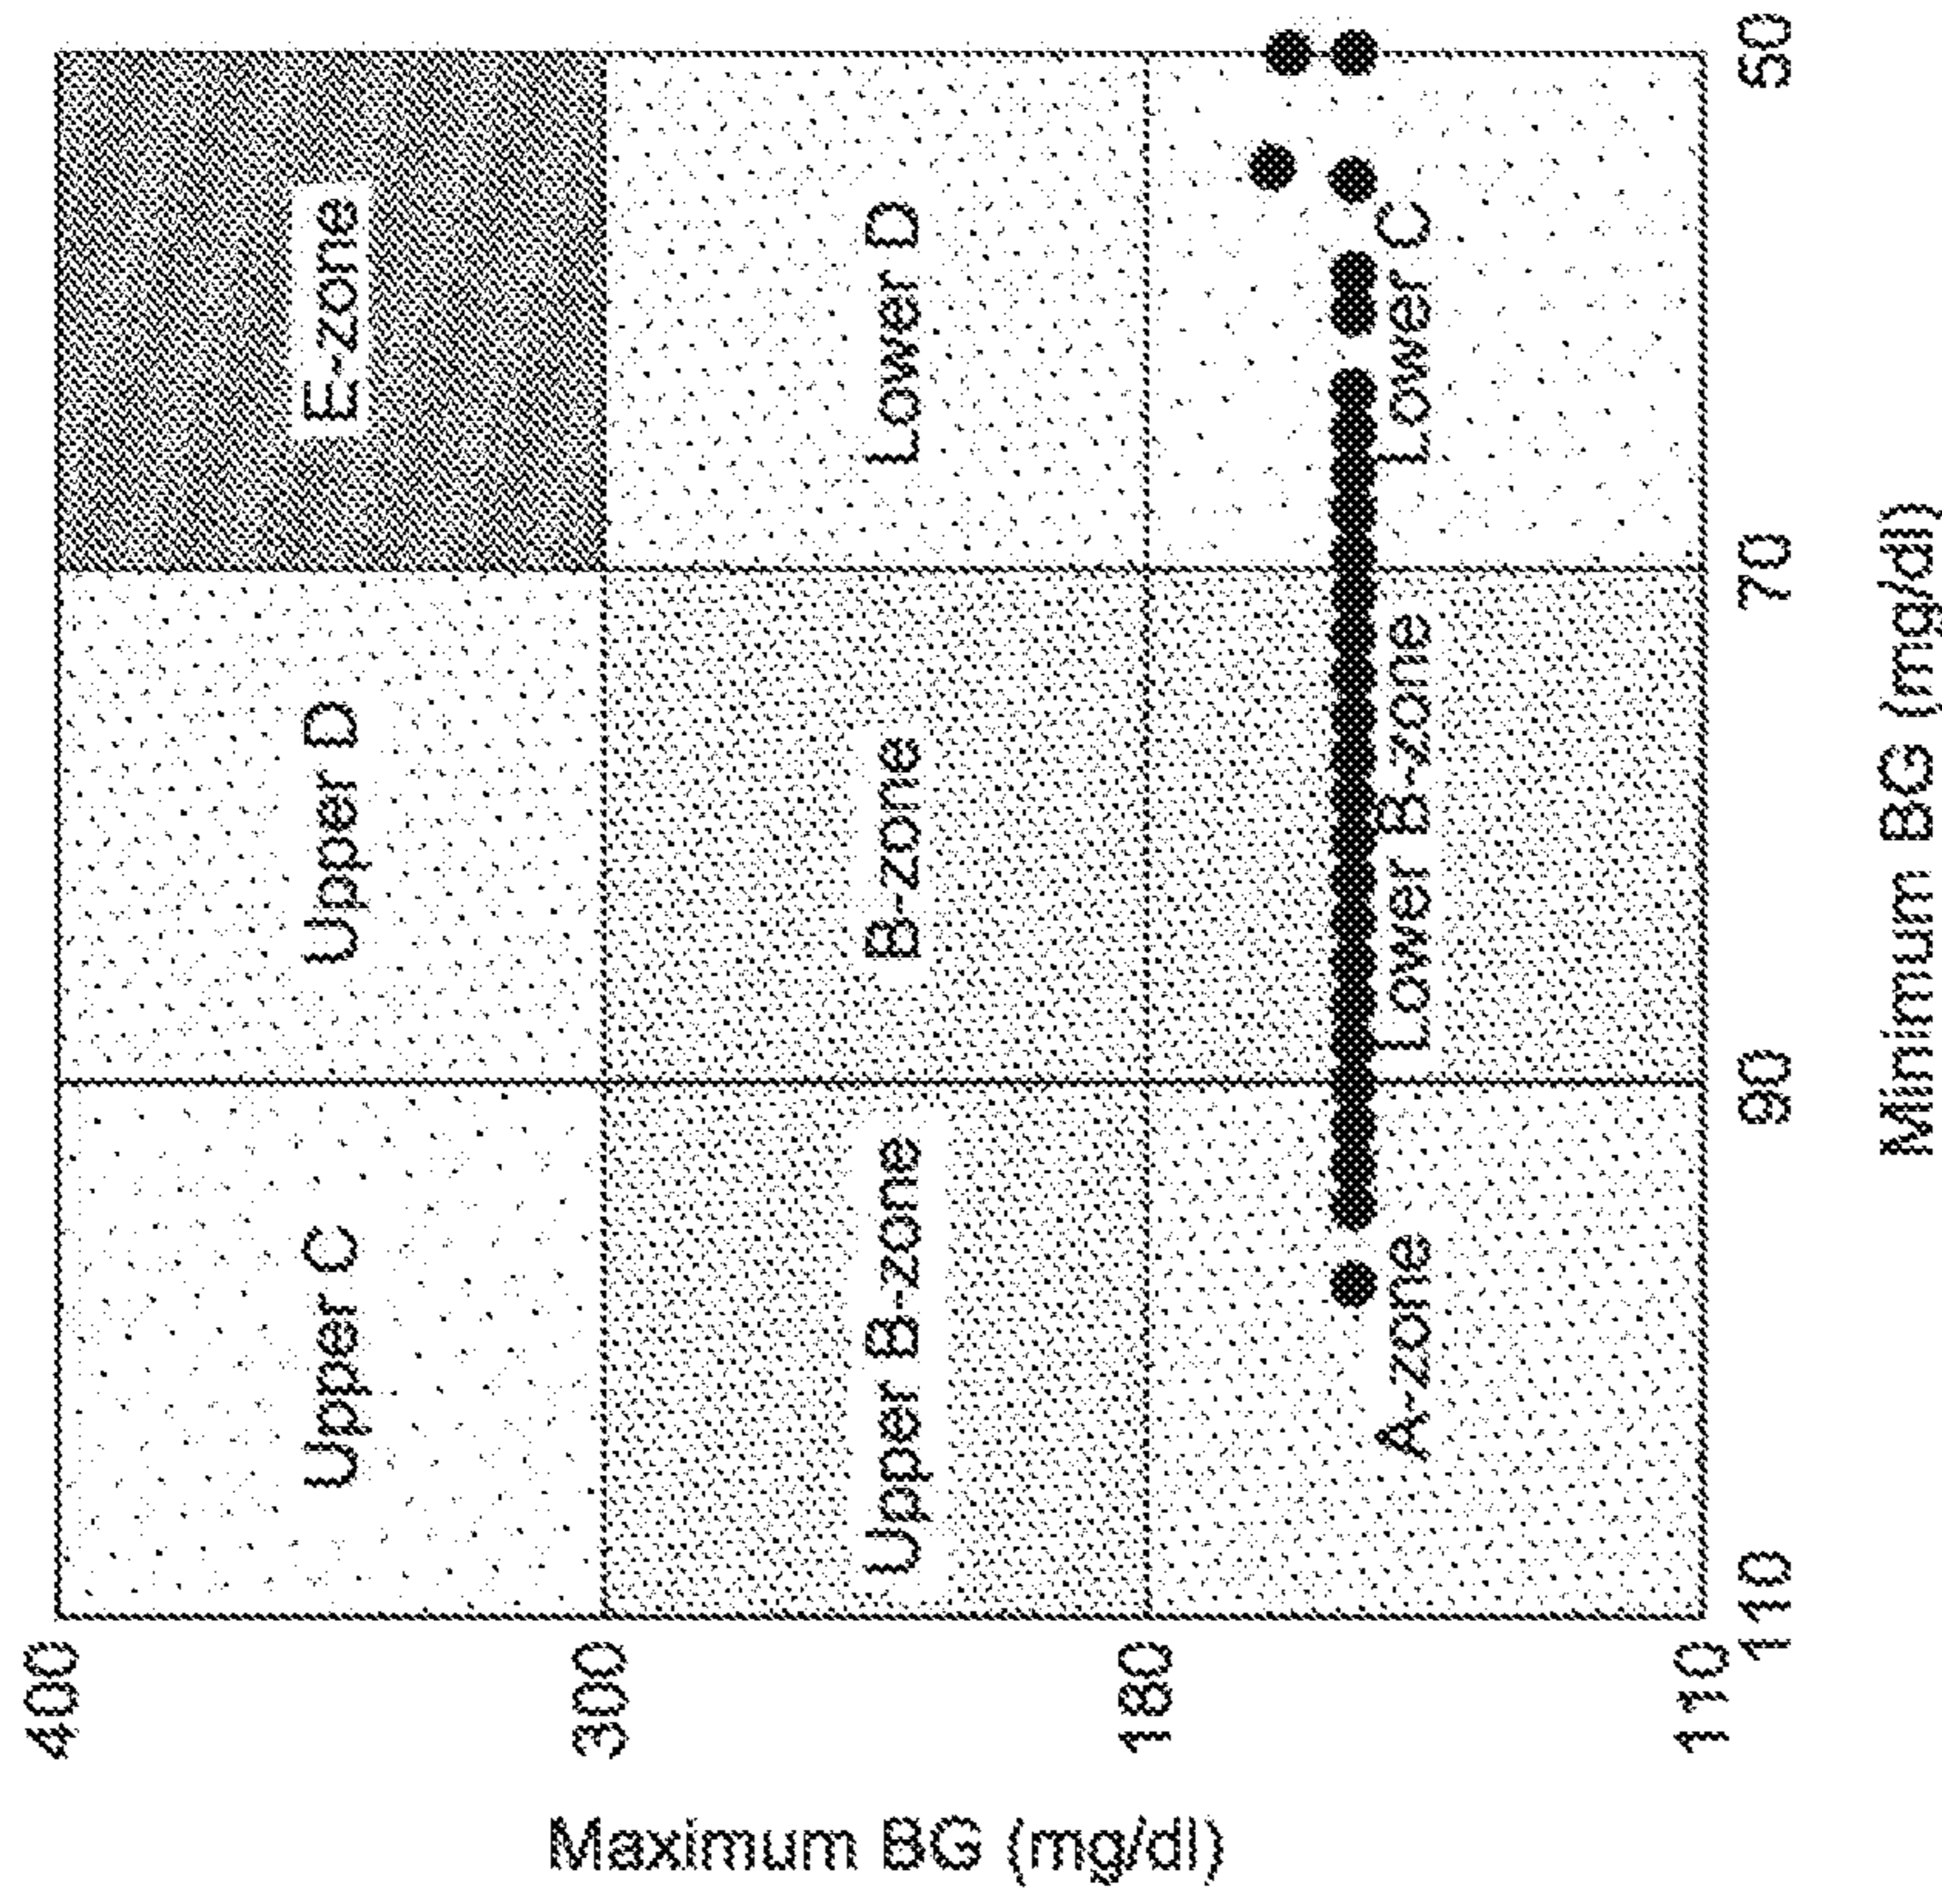 400
300
180
110
Maximum BG (mg/dl)
Upper C
Upper D
E-zone
Upper B-zone
B-zone
Lower D
A-zone
Lower B-zone
Lower C
110
90
70
50
Minimum BG (mg/dl)